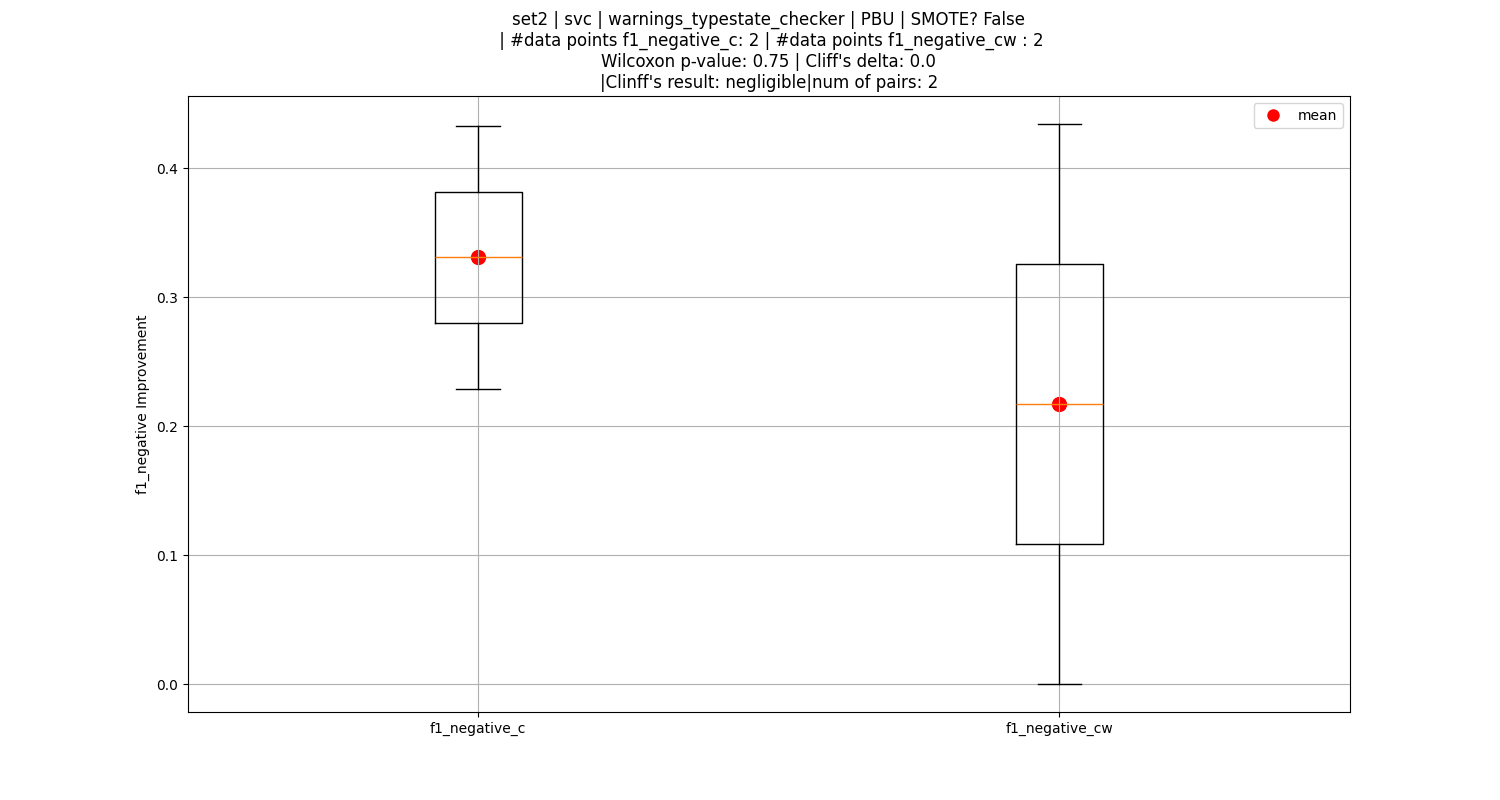 set2 | svc | warnings_typestate_checker | PBU | SMOTE? False
| #data points f1_negative_c: 2 | #data points f1_negative_cw : 2
Wilcoxon p-value: 0.75 | Cliff's delta: 0.0
|Clinff's result: negligible|num of pairs: 2
mean
0.4
0.3
0.2
0.1
0.0
f1_negative Improvement
f1_negative_c
f1_negative_cw